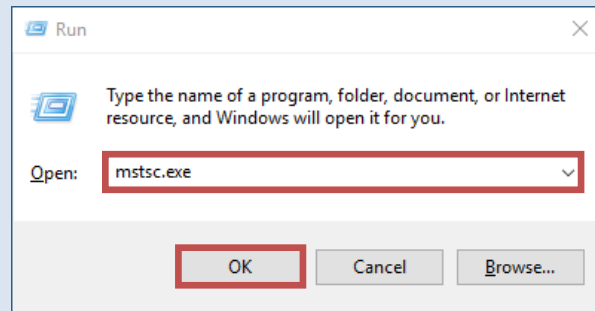 Run
Type the name of a program, folder, document, or Internet
resource, and Windows will open it for you.
Open: mstsc.exe
OK Cancel Browse...